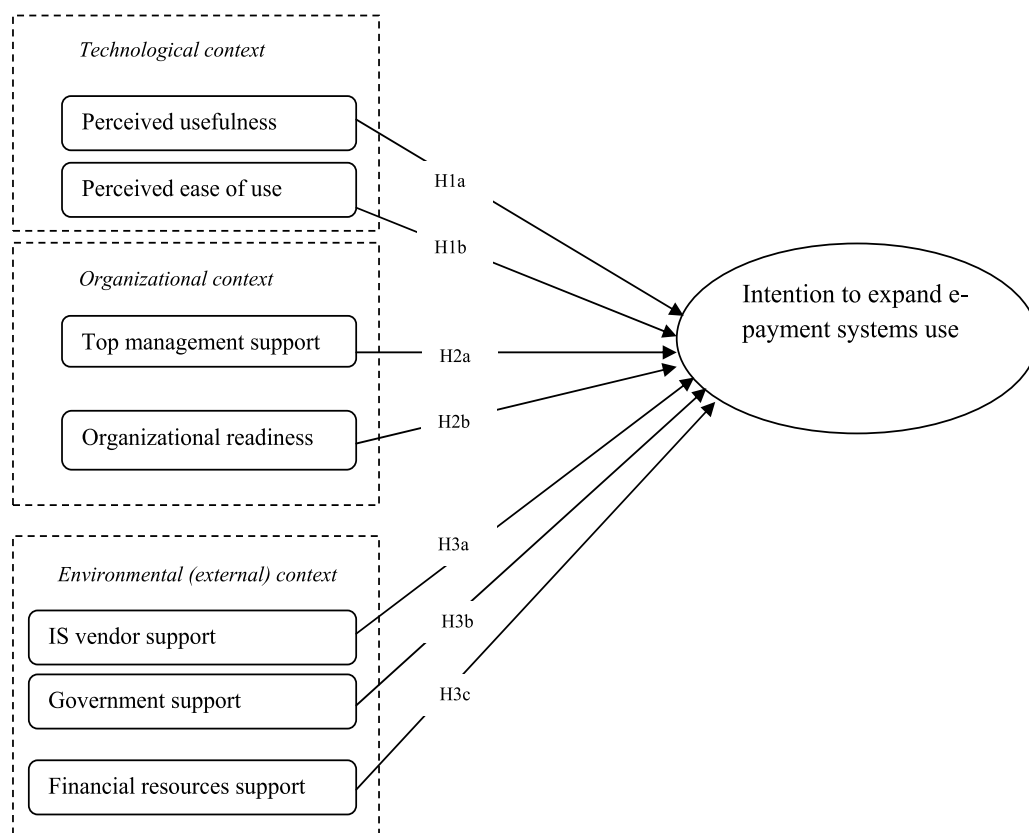 Technological context
Perceived usefulness
H1a
Perceived ease of use
H1b
Organizational context
Top management support
H2a
Organizational readiness
H2b
Intention to expand e-
payment systems use
Environmental (external) context
H3a
IS vendor support
H3b
Government support
H3c
Financial resources support